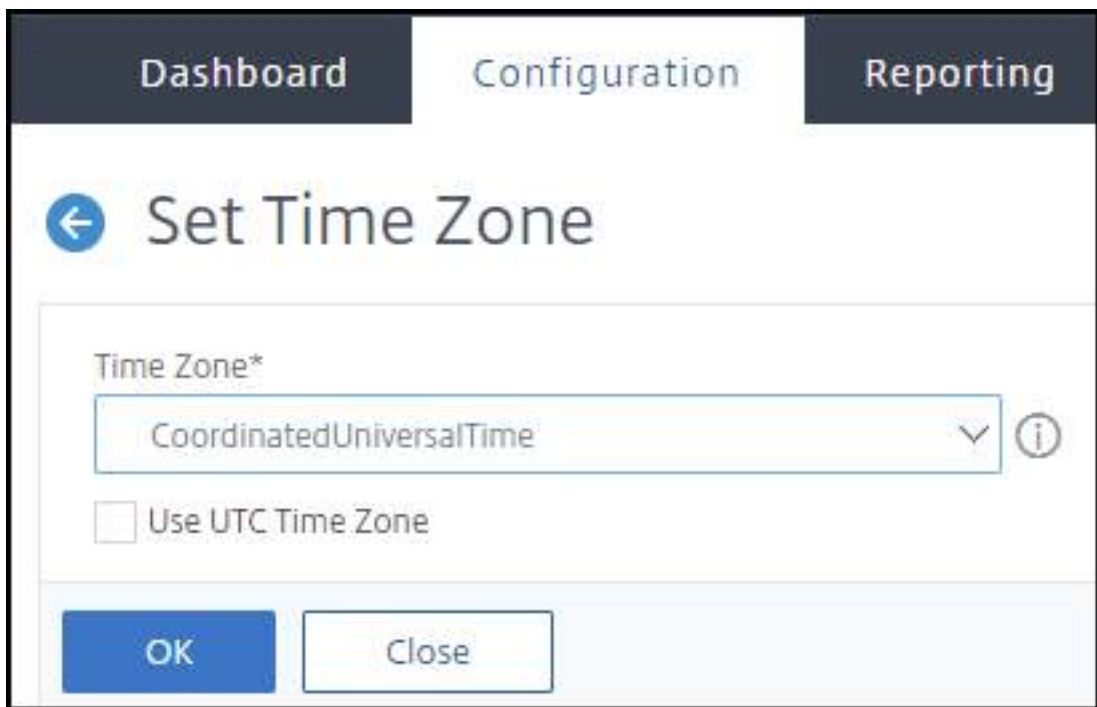 Dashboard Configuration Reporting
Set Time Zone
Time Zone*
CoordinatedUniversalTime
Use UTC Time Zone
OK Close